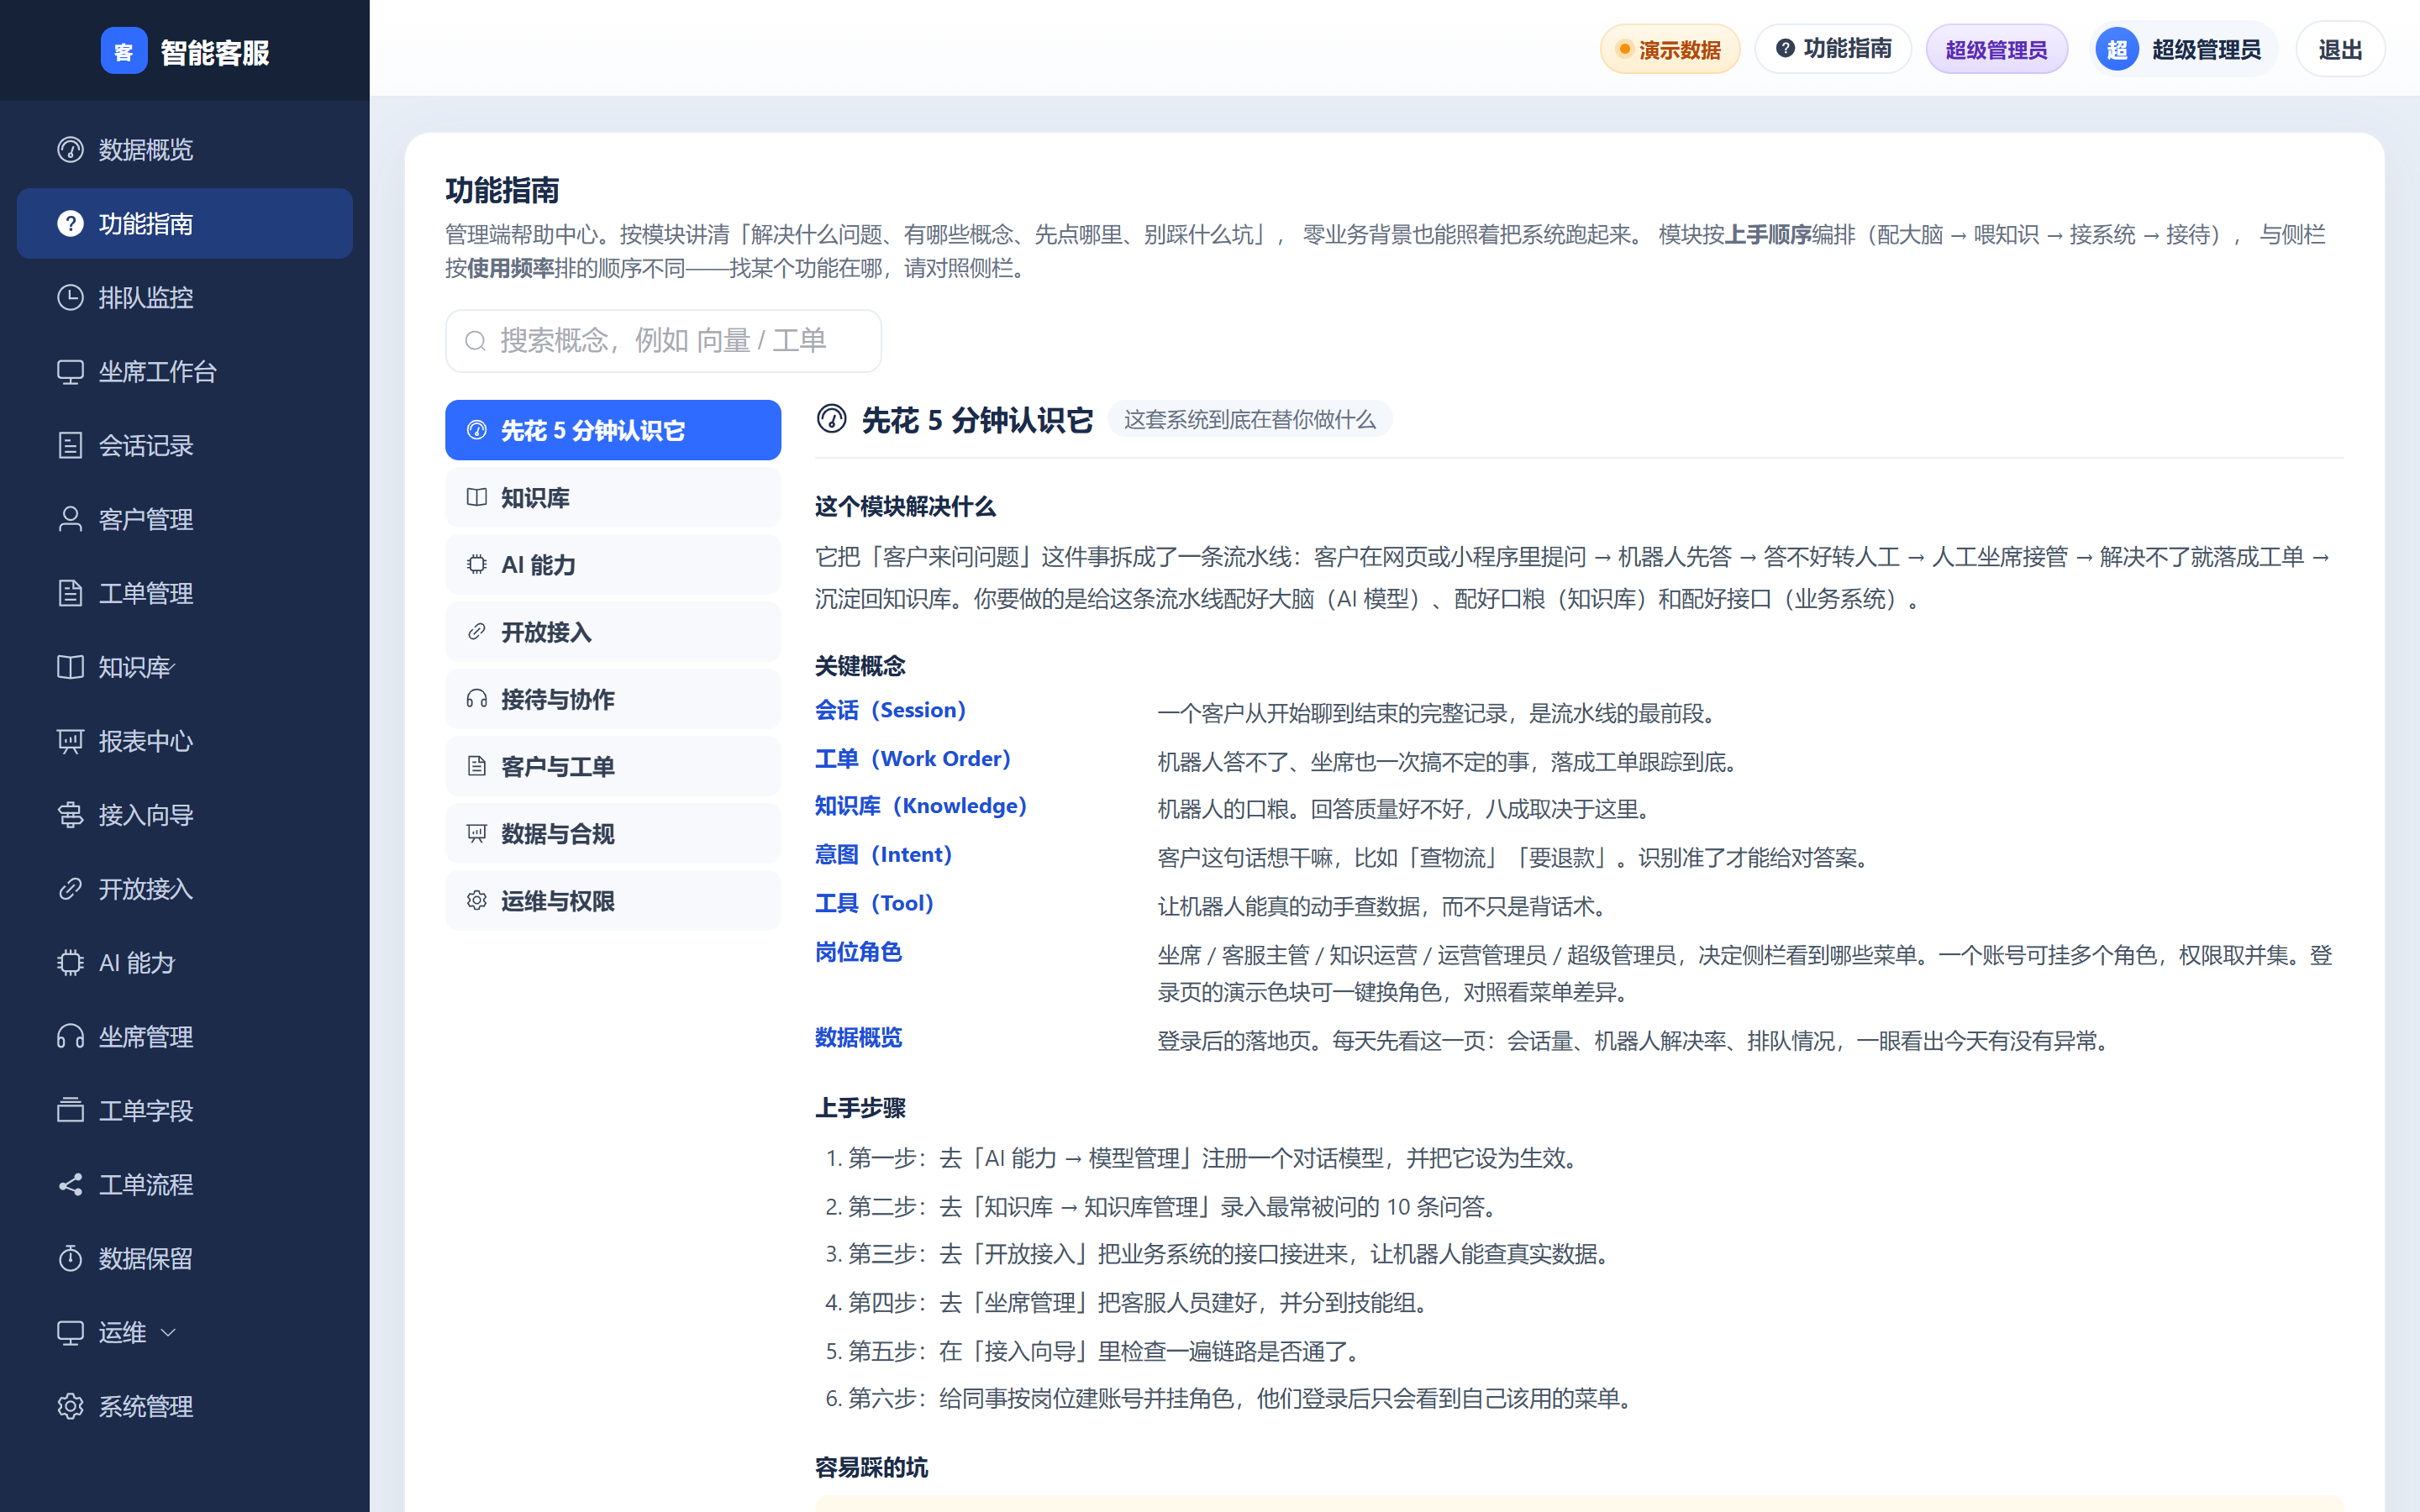 客 智能客服
数据概览
功能指南
排队监控
坐席工作台
会话记录
客户管理
工单管理
知识库
报表中心
接入向导
开放接入
AI 能力
坐席管理
工单字段
工单流程
数据保留
运维
系统管理
演示数据 功能指南 超级管理员 超 超级管理员 退出
功能指南
管理端帮助中心。按模块讲清「解决什么问题、有哪些概念、先点哪里、别踩什么坑」， 零业务背景也能照着把系统跑起来。 模块按上手顺序编排（配大脑 → 喂知识 → 接系统 → 接待）， 与侧栏
按使用频率排的顺序不同——找某个功能在哪，请对照侧栏。
搜索概念，例如 向量 / 工单
先花 5 分钟认识它
知识库
AI 能力
开放接入
接待与协作
客户与工单
数据与合规
运维与权限
先花 5 分钟认识它 这套系统到底在替你做什么
这个模块解决什么
它把「客户来问问题」这件事拆成了一条流水线：客户在网页或小程序里提问 → 机器人先答 → 答不好转人工 → 人工坐席接管 → 解决不了就落成工单 →
沉淀回知识库。你要做的是给这条流水线配好大脑（AI 模型）、配好口粮（知识库）和配好接口（业务系统）。
关键概念
会话（Session） 一个客户从开始聊到结束的完整记录，是流水线的最前段。
工单（Work Order） 机器人答不了、坐席也一次搞不定的事，落成工单跟踪到底。
知识库（Knowledge） 机器人的口粮。回答质量好不好，八成取决于这里。
意图（Intent） 客户这句话想干嘛，比如「查物流」「要退款」。识别准了才能给对答案。
工具（Tool） 让机器人能真的动手查数据，而不只是背话术。
岗位角色 坐席 / 客服主管 / 知识运营 / 运营管理员 / 超级管理员，决定侧栏看到哪些菜单。一个账号可挂多个角色，权限取并集。登
录页的演示色块可一键换角色，对照看菜单差异。
数据概览 登录后的落地页。每天先看这一页：会话量、机器人解决率、排队情况，一眼看出今天有没有异常。
上手步骤
1. 第一步：去「AI 能力 → 模型管理」注册一个对话模型，并把它设为生效。
2. 第二步：去「知识库 → 知识库管理」录入最常被问的 10 条问答。
3. 第三步：去「开放接入」把业务系统的接口接进来，让机器人能查真实数据。
4. 第四步：去「坐席管理」把客服人员建好，并分到技能组。
5. 第五步：在「接入向导」里检查一遍链路是否通了。
6. 第六步：给同事按岗位建账号并挂角色，他们登录后只会看到自己该用的菜单。
容易踩的坑